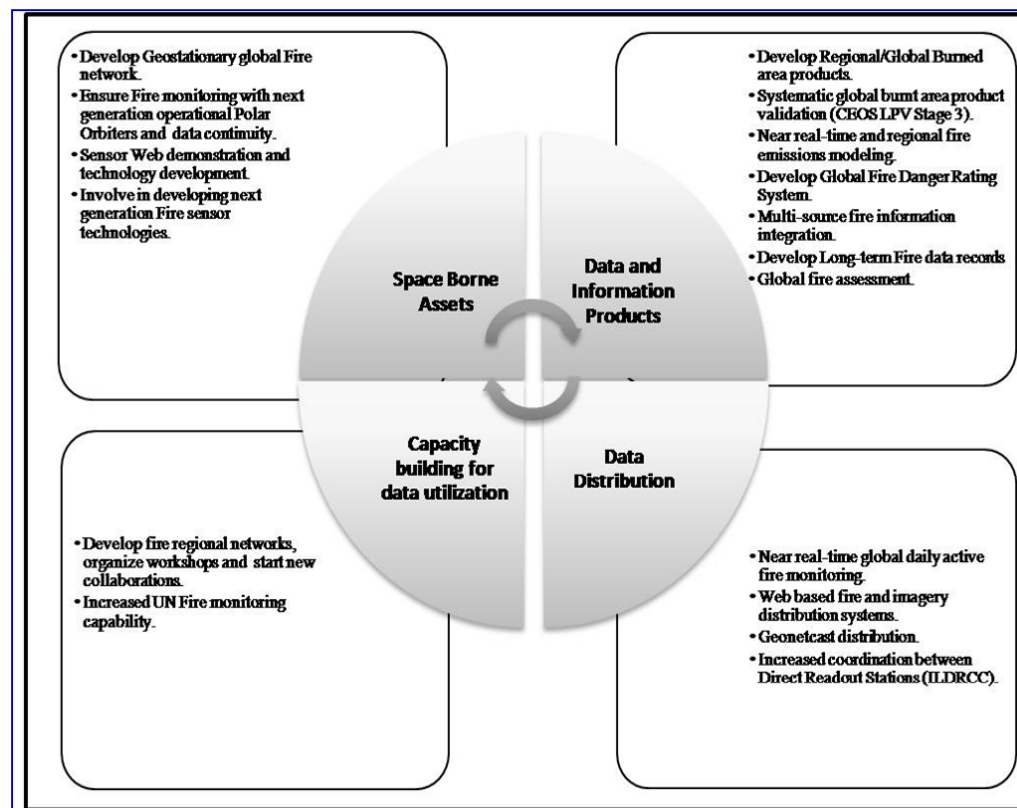 • Develop Geostationary global Fire
network.
• Ensure Fire monitoring with next
generation operational Polar
Orbiters and data continuity.
• Sensor Web demonstration and
technology development.
• Involve in developing next
generation Fire sensor
technologies.
• Develop Regional/Global Burned
area products.
• Systematic global burnt area product
validation (CEOS LPV Stage 3).
• Near real-time and regional fire
emissions modeling.
• Develop Global Fire Danger Rating
System.
• Multi-source fire information
integration.
• Develop Long-term Fire data records
• Global fire assessment.
Space Borne
Assets
Data and
Information
Products
Capacity
building for
data utilization
Data
Distribution
• Develop fire regional networks,
organize workshops and start new
collaborations.
• Increased UN Fire monitoring
capability.
• Near real-time global daily active
fire monitoring.
• Web based fire and imagery
distribution systems.
• Geonetcast distribution.
• Increased coordination between
Direct Readout Stations (ILDRCC).